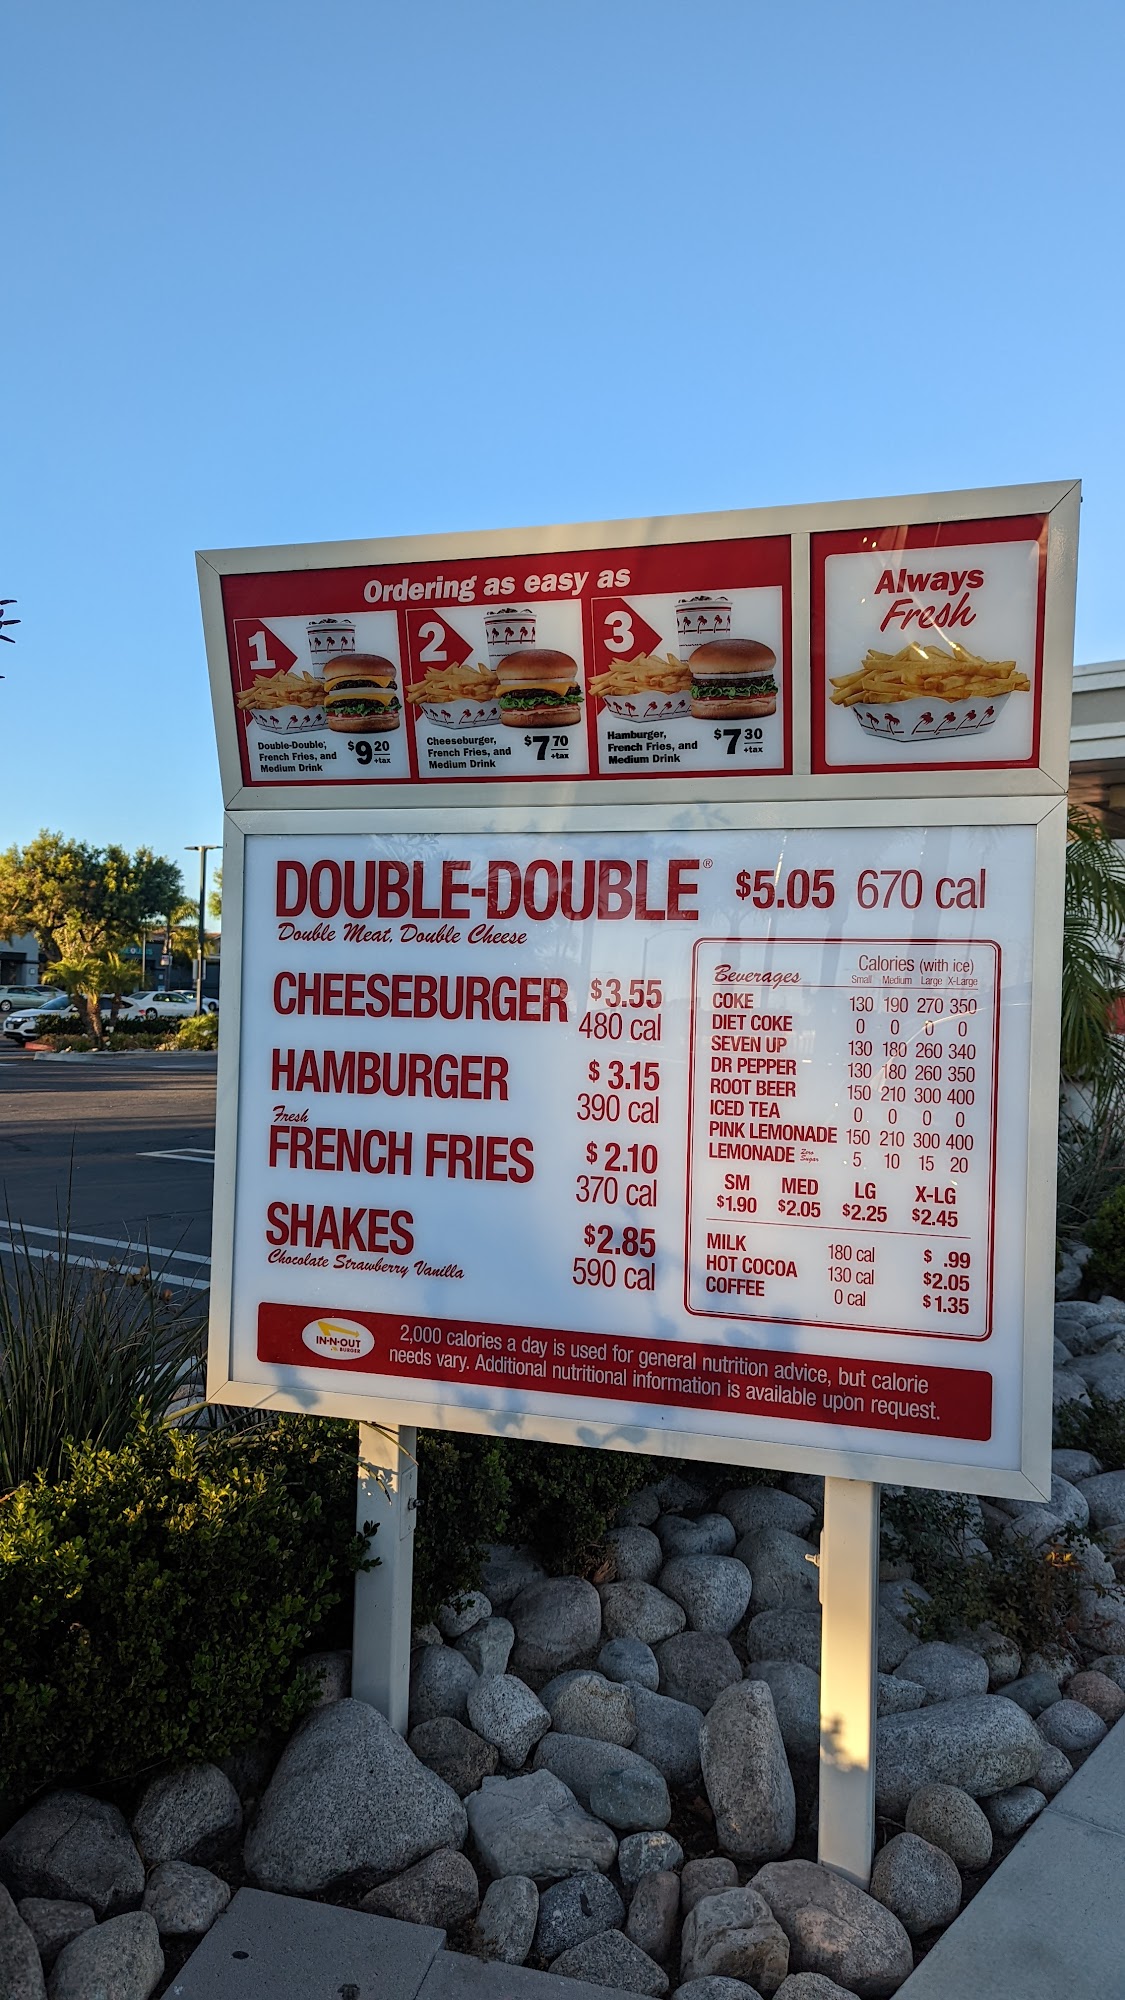 Ordering as easy as
1
Double-Double,
French Fries, and
Medium Drink
$9 20 +tax
2
Cheeseburger,
French Fries, and
Medium Drink
$7 70 +tax
3
Hamburger,
French Fries, and
Medium Drink
$7 30 +tax
Always
Fresh
DOUBLE-DOUBLE® $5.05 670 cal
Double Meat, Double Cheese
CHEESEBURGER $3.55
480 cal
HAMBURGER $3.15
390 cal
Fresh
FRENCH FRIES $2.10
370 cal
SHAKES $2.85
Chocolate Strawberry Vanilla 590 cal
Beverages Calories (with ice)
Small Medium Large X-Large
COKE 130 190 270 350
DIET COKE 0 0 0 0
SEVEN UP 130 180 260 340
DR PEPPER 130 180 260 350
ROOT BEER 150 210 300 400
ICED TEA 0 0 0 0
PINK LEMONADE 150 210 300 400
LEMONADE Zero Sugar 5 10 15 20
SM MED LG X-LG
$1.90 $2.05 $2.25 $2.45
MILK 180 cal $ .99
HOT COCOA 130 cal $2.05
COFFEE 0 cal $1.35
IN-N-OUT
BURGER
2,000 calories a day is used for general nutrition advice, but calorie
needs vary. Additional nutritional information is available upon request.